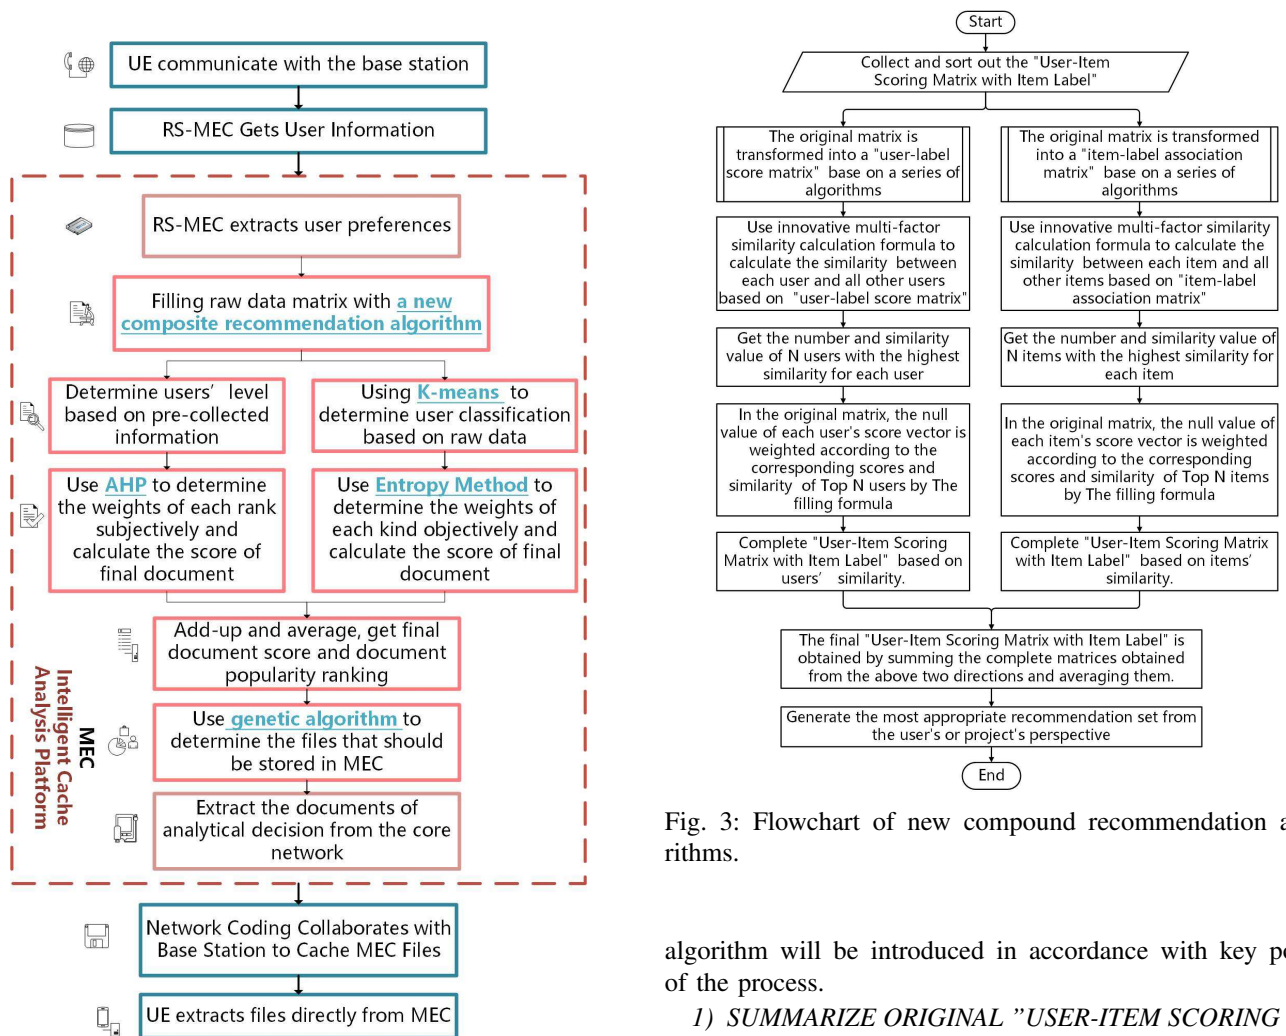 UE communicate with the base station
RS-MEC Gets User Information
RS-MEC extracts user preferences
Filling raw data matrix with a new
composite recommendation algorithm
Determine users' level
based on pre-collected
information
Using K-means to
determine user classification
based on raw data
Use AHP to determine
the weights of each rank
subjectively and
calculate the score of
final document
Use Entropy Method to
determine the weights of
each kind objectively and
calculate the score of final
document
Add-up and average, get final
document score and document
popularity ranking
Use genetic algorithm to
determine the files that should
be stored in MEC
Extract the documents of
analytical decision from the core
network
MEC
Intelligent Cache
Analysis Platform
Network Coding Collaborates with
Base Station to Cache MEC Files
UE extracts files directly from MEC
Start
Collect and sort out the "User-Item
Scoring Matrix with Item Label"
The original matrix is
transformed into a "user-label
score matrix" base on a series of
algorithms
The original matrix is transformed
into a "item-label association
matrix" base on a series of
algorithms
Use innovative multi-factor
similarity calculation formula to
calculate the similarity between
each user and all other users
based on "user-label score matrix"
Use innovative multi-factor similarity
calculation formula to calculate the
similarity between each item and all
other items based on "item-label
association matrix"
Get the number and similarity
value of N users with the highest
similarity for each user
Get the number and similarity value of
N items with the highest similarity for
each item
In the original matrix, the null
value of each user's score vector is
weighted according to the
corresponding scores and
similarity of Top N users by The
filling formula
In the original matrix, the null value of
each item's score vector is weighted
according to the corresponding
scores and similarity of Top N items
by The filling formula
Complete "User-Item Scoring
Matrix with Item Label" based on
users' similarity.
Complete "User-Item Scoring Matrix
with Item Label" based on items'
similarity.
The final "User-Item Scoring Matrix with Item Label" is
obtained by summing the complete matrices obtained
from the above two directions and averaging them.
Generate the most appropriate recommendation set from
the user's or project's perspective
End
Fig. 3: Flowchart of new compound recommendation a
rithms.
algorithm will be introduced in accordance with key po
of the process.
1) SUMMARIZE ORIGINAL "USER-ITEM SCORING